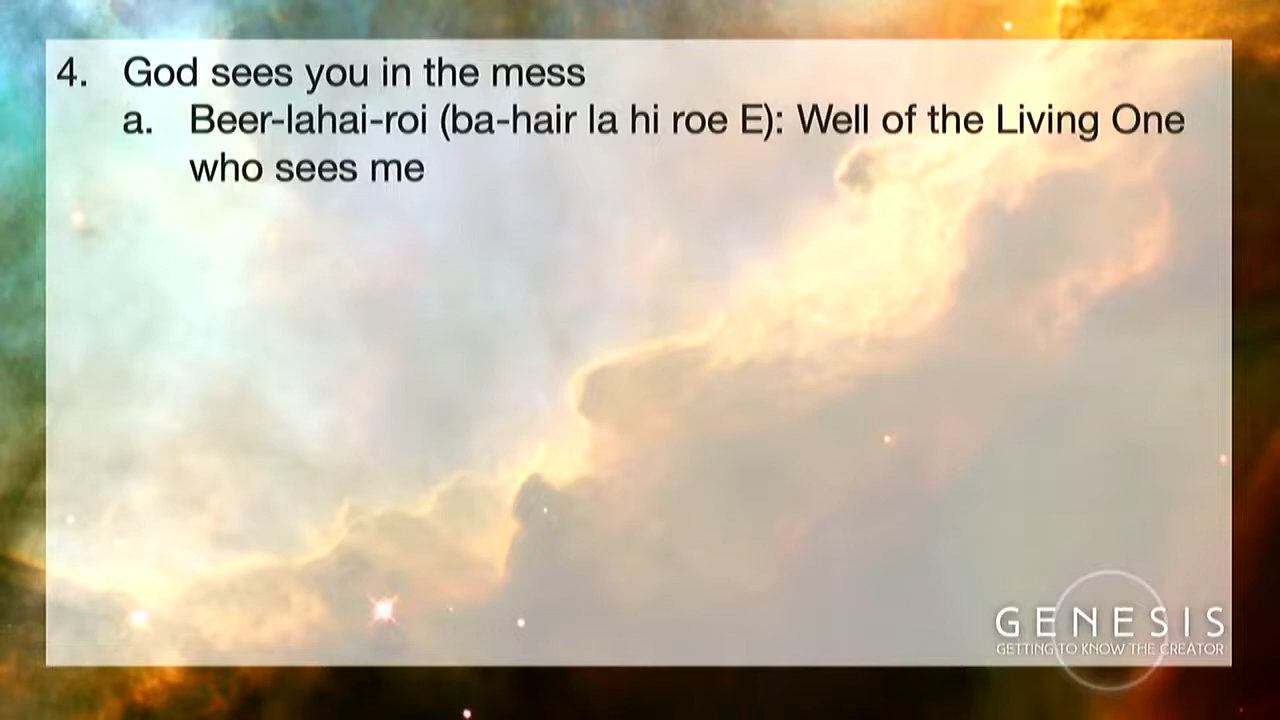 4. God sees you in the mess
a. Beer-lahai-roi (ba-hair la hi roe E): Well of the Living One
who sees me
GENESIS
GETTING TO KNOW THE CREATOR